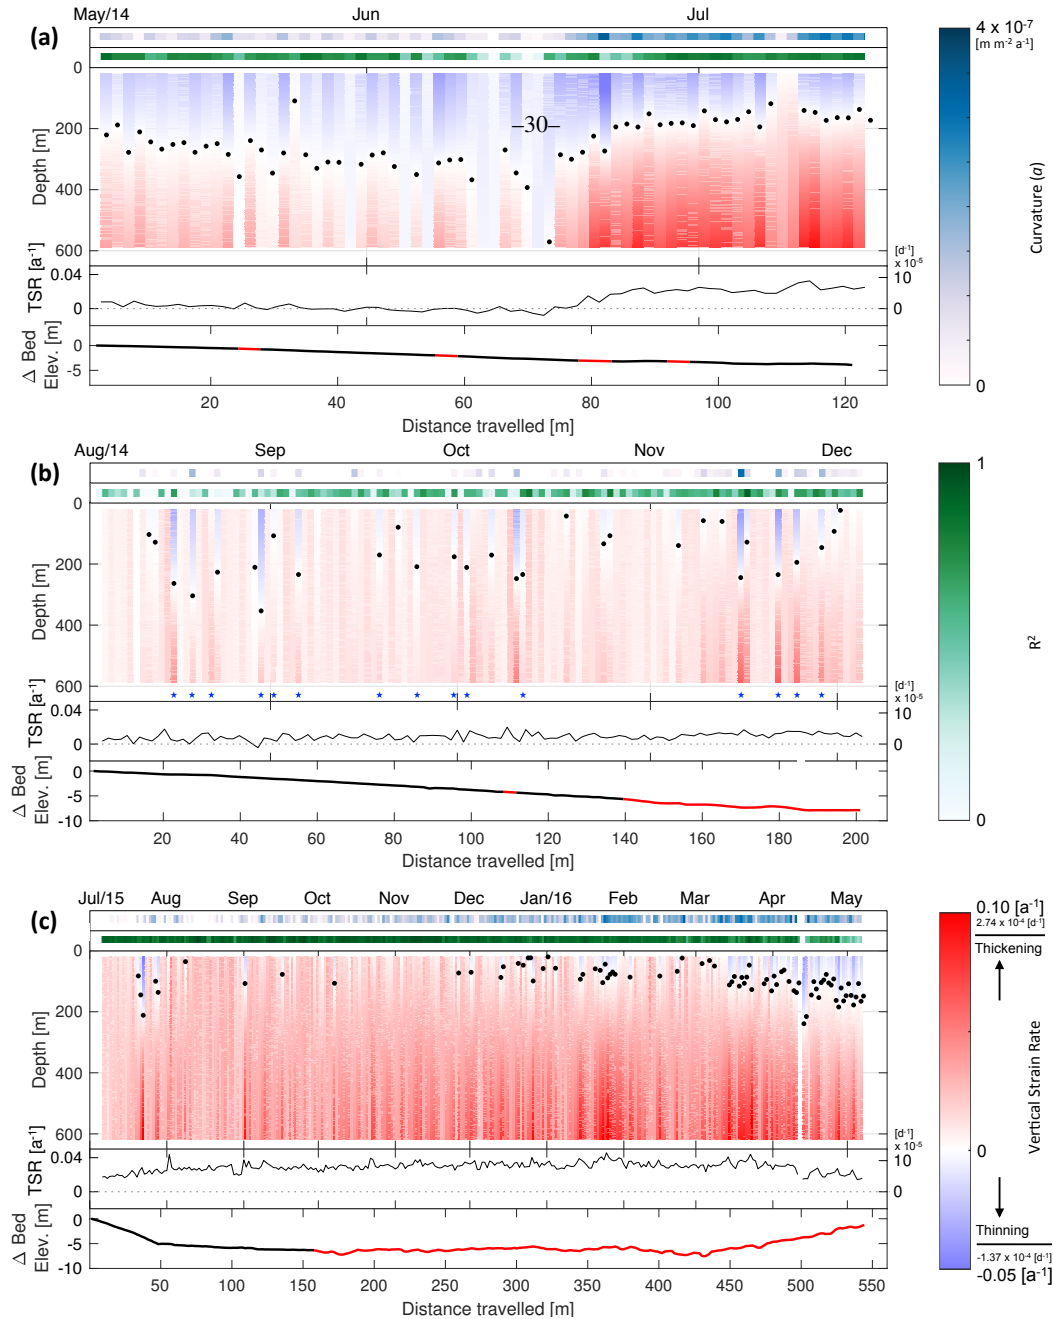 May/14 Jun Jul
(a)
0
200
400
600
Depth [m]
–30–
TSR [a⁻¹]
0.04
0
[d⁻¹]
x 10⁻⁵
10
0
Δ Bed
Elev. [m]
0
-5
20 40 60 80 100 120
Distance travelled [m]
4 x 10⁻⁷
[m m⁻² a⁻¹]
Curvature (a)
0
Aug/14 Sep Oct Nov Dec
(b)
0
200
400
600
Depth [m]
TSR [a⁻¹]
0.04
0
[d⁻¹]
x 10⁻⁵
10
0
Δ Bed
Elev. [m]
0
-5
-10
0 20 40 60 80 100 120 140 160 180 200
Distance travelled [m]
1
R²
0
Jul/15 Aug Sep Oct Nov Dec Jan/16 Feb Mar Apr May
(c)
0
200
400
600
Depth [m]
TSR [a⁻¹]
0.04
0
[d⁻¹]
x 10⁻⁵
10
0
Δ Bed
Elev. [m]
0
-5
-10
50 100 150 200 250 300 350 400 450 500 550
Distance travelled [m]
0.10 [a⁻¹]
2.74 x 10⁻⁴ [d⁻¹]
Thickening
0
Vertical Strain Rate
Thinning
-1.37 x 10⁻⁴ [d⁻¹]
-0.05 [a⁻¹]